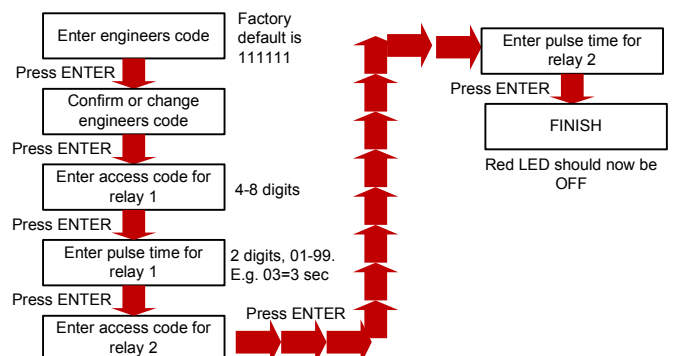 Enter engineers code
Factory
default is
111111
Press ENTER
Confirm or change
engineers code
Press ENTER
Enter access code for
relay 1
4-8 digits
Press ENTER
Enter pulse time for
relay 1
2 digits, 01-99.
E.g. 03=3 sec
Press ENTER
Enter access code for
relay 2
Press ENTER
Enter pulse time for
relay 2
Press ENTER
FINISH
Red LED should now be
OFF